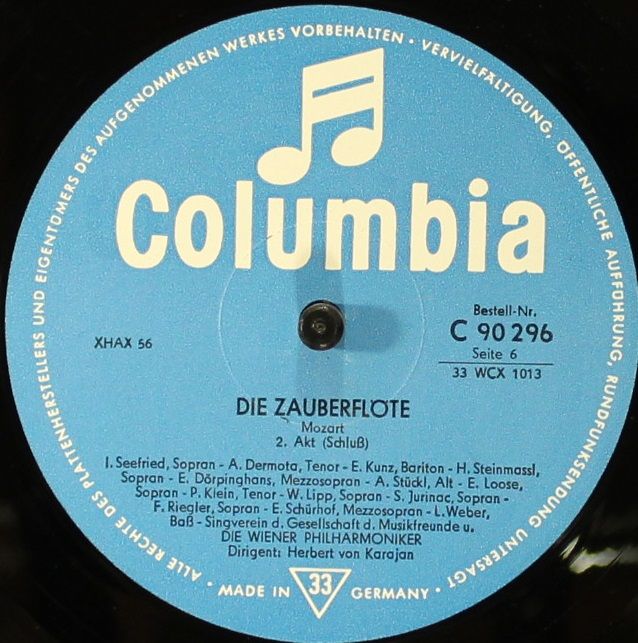 ALLE RECHTE DES PLATTENHERSTELLERS UND EIGENTÜMERS DES AUFGENOMMENEN WERKES VORBEHALTEN • VERVIELFÄLTIGUNG, ÖFFENTLICHE AUFFÜHRUNG, RUNDFUNKSENDUNG UNTERSAGT •
Columbia
XHAX 56
Bestell-Nr.
C 90 296
Seite 6
33 WCX 1013
DIE ZAUBERFLÖTE
Mozart
2. Akt (Schluß)
I. Seefried, Sopran - A. Dermota, Tenor - E. Kunz, Bariton - H. Steinmassl,
Sopran - E. Dörpinghans, Mezzosopran - A. Stückl, Alt - E. Loose,
Sopran - P. Klein, Tenor - W. Lipp, Sopran - S. Jurinac, Sopran -
F. Riegler, Sopran - E. Schürhof, Mezzosopran - L. Weber,
Baß - Singverein d. Gesellschaft d. Musikfreunde u.
DIE WIENER PHILHARMONIKER
Dirigent: Herbert von Karajan
MADE IN 33 GERMANY